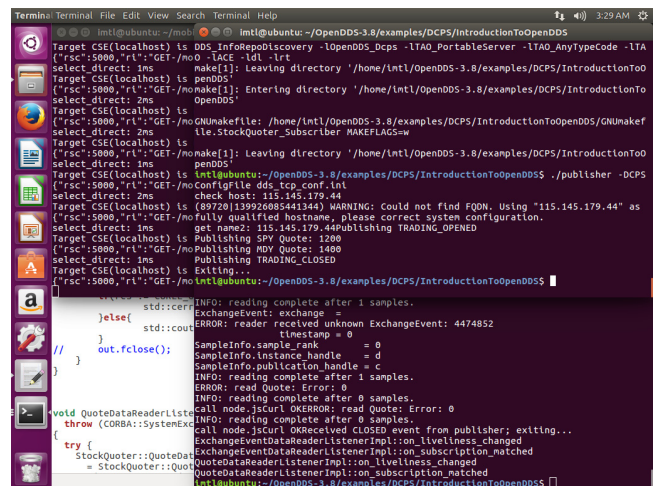 Terminal Terminal File Edit View Search Terminal Help
3:29 AM
imtl@ubuntu: ~/mobi
imtl@ubuntu: ~/OpenDDS-3.8/examples/DCPS/IntroductionToOpenDDS
Target CSE(localhost) is
{"rsc":5000,"ri":"GET-/mo
select_direct: 1ms
Target CSE(localhost) is
{"rsc":5000,"ri":"GET-/mo
select_direct: 2ms
Target CSE(localhost) is
{"rsc":5000,"ri":"GET-/mo
select_direct: 2ms
Target CSE(localhost) is
{"rsc":5000,"ri":"GET-/mo
select_direct: 1ms
Target CSE(localhost) is
{"rsc":5000,"ri":"GET-/mo
select_direct: 2ms
Target CSE(localhost) is
{"rsc":5000,"ri":"GET-/mo
select_direct: 1ms
Target CSE(localhost) is
{"rsc":5000,"ri":"GET-/mo
select_direct: 1ms
Target CSE(localhost) is
{"rsc":5000,"ri":"GET-/mo
DDS_InfoRepoDiscovery -lOpenDDS_Dcps -lTAO_PortableServer -lTAO_AnyTypeCode -lTA
O -lACE -ldl -lrt
make[1]: Leaving directory '/home/imtl/OpenDDS-3.8/examples/DCPS/IntroductionToO
penDDS'
make[1]: Entering directory '/home/imtl/OpenDDS-3.8/examples/DCPS/IntroductionTo
OpenDDS'
GNUmakefile: /home/imtl/OpenDDS-3.8/examples/DCPS/IntroductionToOpenDDS/GNUmakef
ile.StockQuoter_Subscriber MAKEFLAGS=w
make[1]: Leaving directory '/home/imtl/OpenDDS-3.8/examples/DCPS/IntroductionToO
penDDS'
imtl@ubuntu:~/OpenDDS-3.8/examples/DCPS/IntroductionToOpenDDS$ ./publisher -DCPS
ConfigFile dds_tcp_conf.ini
check host: 115.145.179.44
(89720|139926085441344) WARNING: Could not find FQDN. Using "115.145.179.44" as
fully qualified hostname, please correct system configuration.
get name2: 115.145.179.44Publishing TRADING_OPENED
Publishing SPY Quote: 1200
Publishing MDY Quote: 1400
Publishing TRADING_CLOSED
Exiting...
imtl@ubuntu:~/OpenDDS-3.8/examples/DCPS/IntroductionToOpenDDS$
std::cerr
}else{
std::cout
}
// out.fclose();
}
}
void QuoteDataReaderListe
throw (CORBA::SystemExc
{
try {
StockQuoter::QuoteDat
= StockQuoter::Quot
INFO: reading complete after 1 samples.
ExchangeEvent: exchange =
ERROR: reader received unknown ExchangeEvent: 4474852
timestamp = 0
SampleInfo.sample_rank = 0
SampleInfo.instance_handle = d
SampleInfo.publication_handle = c
INFO: reading complete after 1 samples.
ERROR: read Quote: Error: 0
INFO: reading complete after 0 samples.
call node.jsCurl OKERROR: read Quote: Error: 0
INFO: reading complete after 0 samples.
call node.jsCurl OKReceived CLOSED event from publisher; exiting...
ExchangeEventDataReaderListenerImpl::on_liveliness_changed
ExchangeEventDataReaderListenerImpl::on_subscription_matched
QuoteDataReaderListenerImpl::on_liveliness_changed
QuoteDataReaderListenerImpl::on_subscription_matched
imtl@ubuntu:~/OpenDDS-3.8/examples/DCPS/IntroductionToOpenDDS$